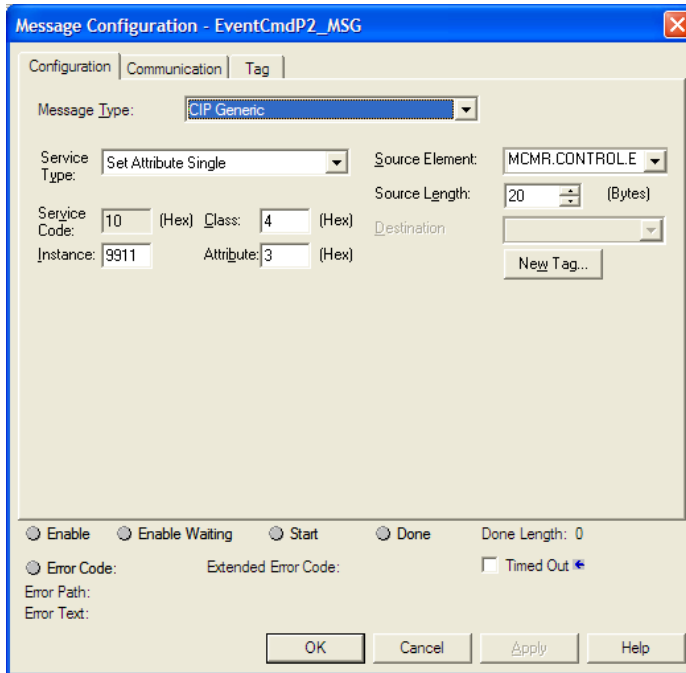 Message Configuration - EventCmdP2_MSG
Configuration Communication Tag
Message Type: CIP Generic
Service Type: Set Attribute Single
Source Element: MCMR.CONTROL.E
Source Length: 20 (Bytes)
Service Code: 10 (Hex) Class: 4 (Hex)
Destination
Instance: 9911 Attribute: 3 (Hex)
New Tag...
Enable Enable Waiting Start Done Done Length: 0
Error Code: Extended Error Code: Timed Out
Error Path:
Error Text:
OK Cancel Apply Help